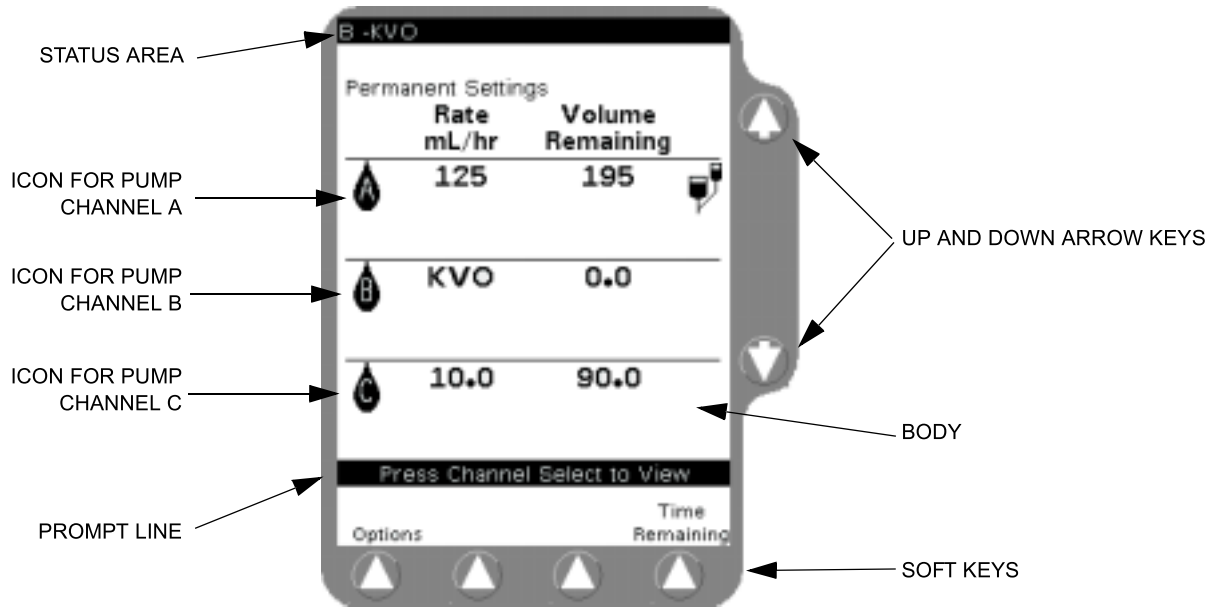 B -KVO
STATUS AREA
Permanent Settings
Rate Volume
mL/hr Remaining
A 125 195
ICON FOR PUMP
CHANNEL A
UP AND DOWN ARROW KEYS
B KVO 0.0
ICON FOR PUMP
CHANNEL B
C 10.0 90.0
ICON FOR PUMP
CHANNEL C
BODY
Press Channel Select to View
PROMPT LINE
Options
Time
Remaining
SOFT KEYS